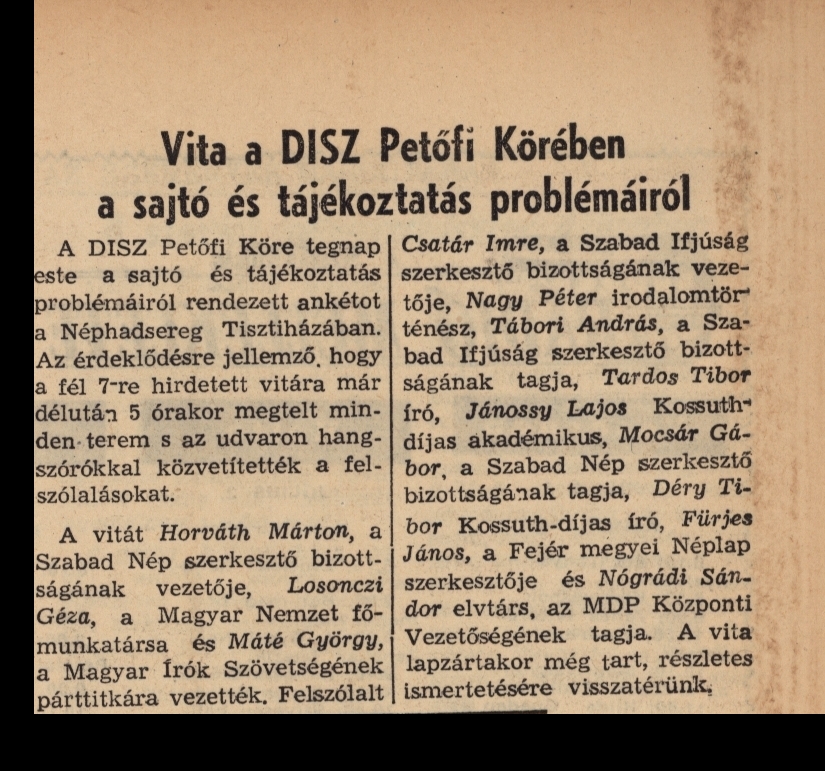 Vita a DISZ Petőfi Körében
a sajtó és tájékoztatás problémáiról
A DISZ Petőfi Köre tegnap
este a sajtó és tájékoztatás
problémáiról rendezett ankétot
a Néphadsereg Tisztiházában.
Az érdeklődésre jellemző, hogy
a fél 7-re hirdetett vitára már
délután 5 órakor megtelt min-
den terem s az udvaron hang-
szórókkal közvetítették a fel-
szólalásokat.
A vitát Horváth Márton, a
Szabad Nép szerkesztő bizott-
ságának vezetője, Losonczi
Géza, a Magyar Nemzet fő-
munkatársa és Máté György,
a Magyar Írók Szövetségének
párttitkára vezették. Felszólalt
Csatár Imre, a Szabad Ifjúság
szerkesztő bizottságának veze-
tője, Nagy Péter irodalomtör-
ténész, Tábori András, a Sza-
bad Ifjúság szerkesztő bizott-
ságának tagja, Tardos Tibor
író, Jánossy Lajos Kossuth-
díjas akadémikus, Mocsár Gá-
bor, a Szabad Nép szerkesztő
bizottságának tagja, Déry Ti-
bor Kossuth-díjas író, Fürjes
János, a Fejér megyei Néplap
szerkesztője és Nógrádi Sán-
dor elvtárs, az MDP Központi
Vezetőségének tagja. A vita
lapzártakor még tart, részletes
ismertetésére visszatérünk.